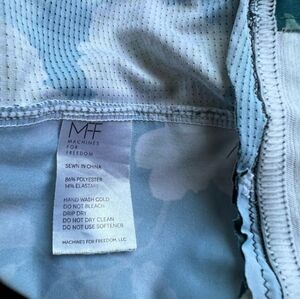 MFF
MACHINES
FOR
FREEDOM
SEWN IN CHINA
86% POLYESTER
14% ELASTANE
HAND WASH COLD
DO NOT BLEACH
DRIP DRY
DO NOT DRY CLEAN
DO NOT USE SOFTENER
MACHINES FOR FREEDOM, LLC.